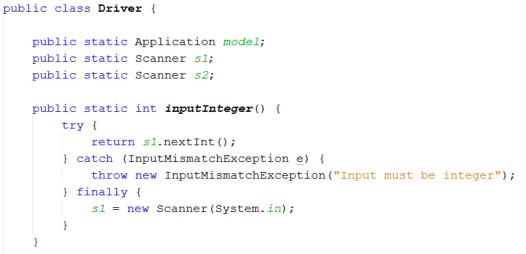 public class Driver {
public static Application model;
public static Scanner s1;
public static Scanner s2;
public static int inputInteger() {
try {
return s1.nextInt();
} catch (InputMismatchException e) {
throw new InputMismatchException("Input must be integer");
} finally {
s1 = new Scanner(System.in);
}
}